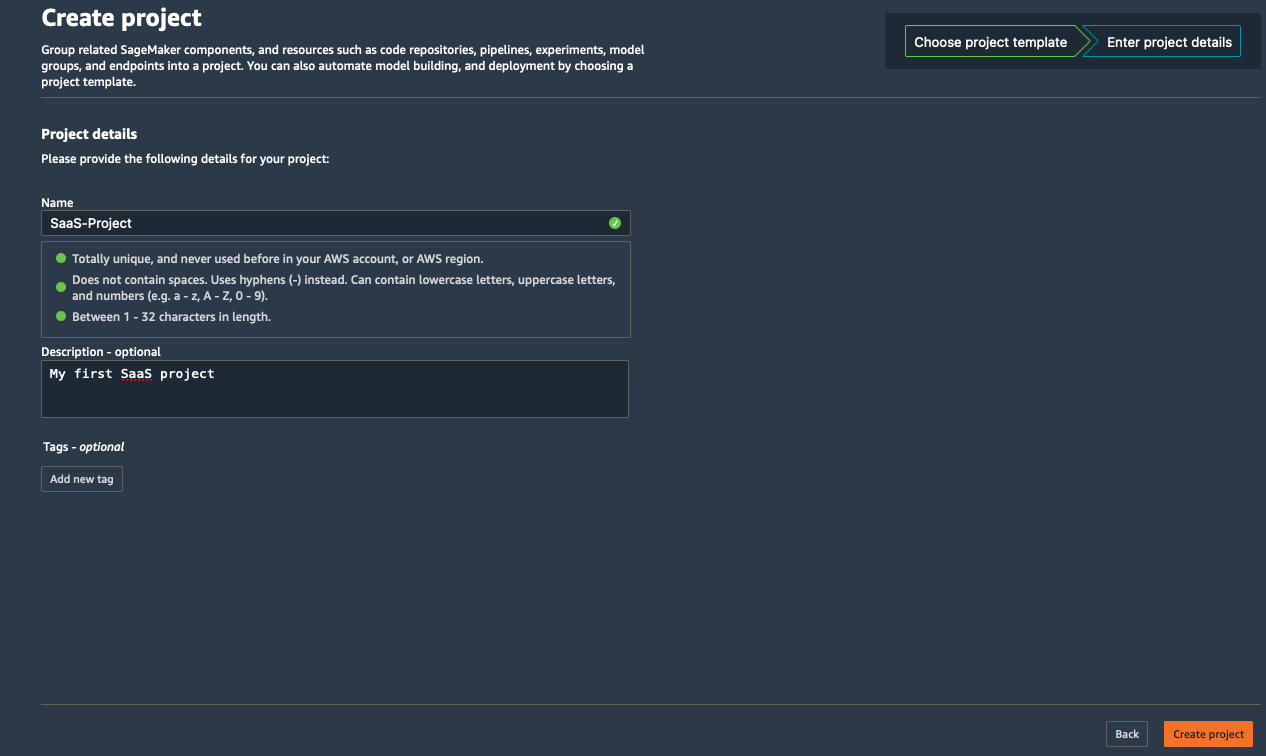 Create project
Group related SageMaker components, and resources such as code repositories, pipelines, experiments, model
groups, and endpoints into a project. You can also automate model building, and deployment by choosing a
project template.
Choose project template
Enter project details
Project details
Please provide the following details for your project:
Name
SaaS-Project
Totally unique, and never used before in your AWS account, or AWS region.
Does not contain spaces. Uses hyphens (-) instead. Can contain lowercase letters, uppercase letters,
and numbers (e.g. a - z, A - Z, 0 - 9).
Between 1 - 32 characters in length.
Description - optional
My first SaaS project
Tags - optional
Add new tag
Back
Create project